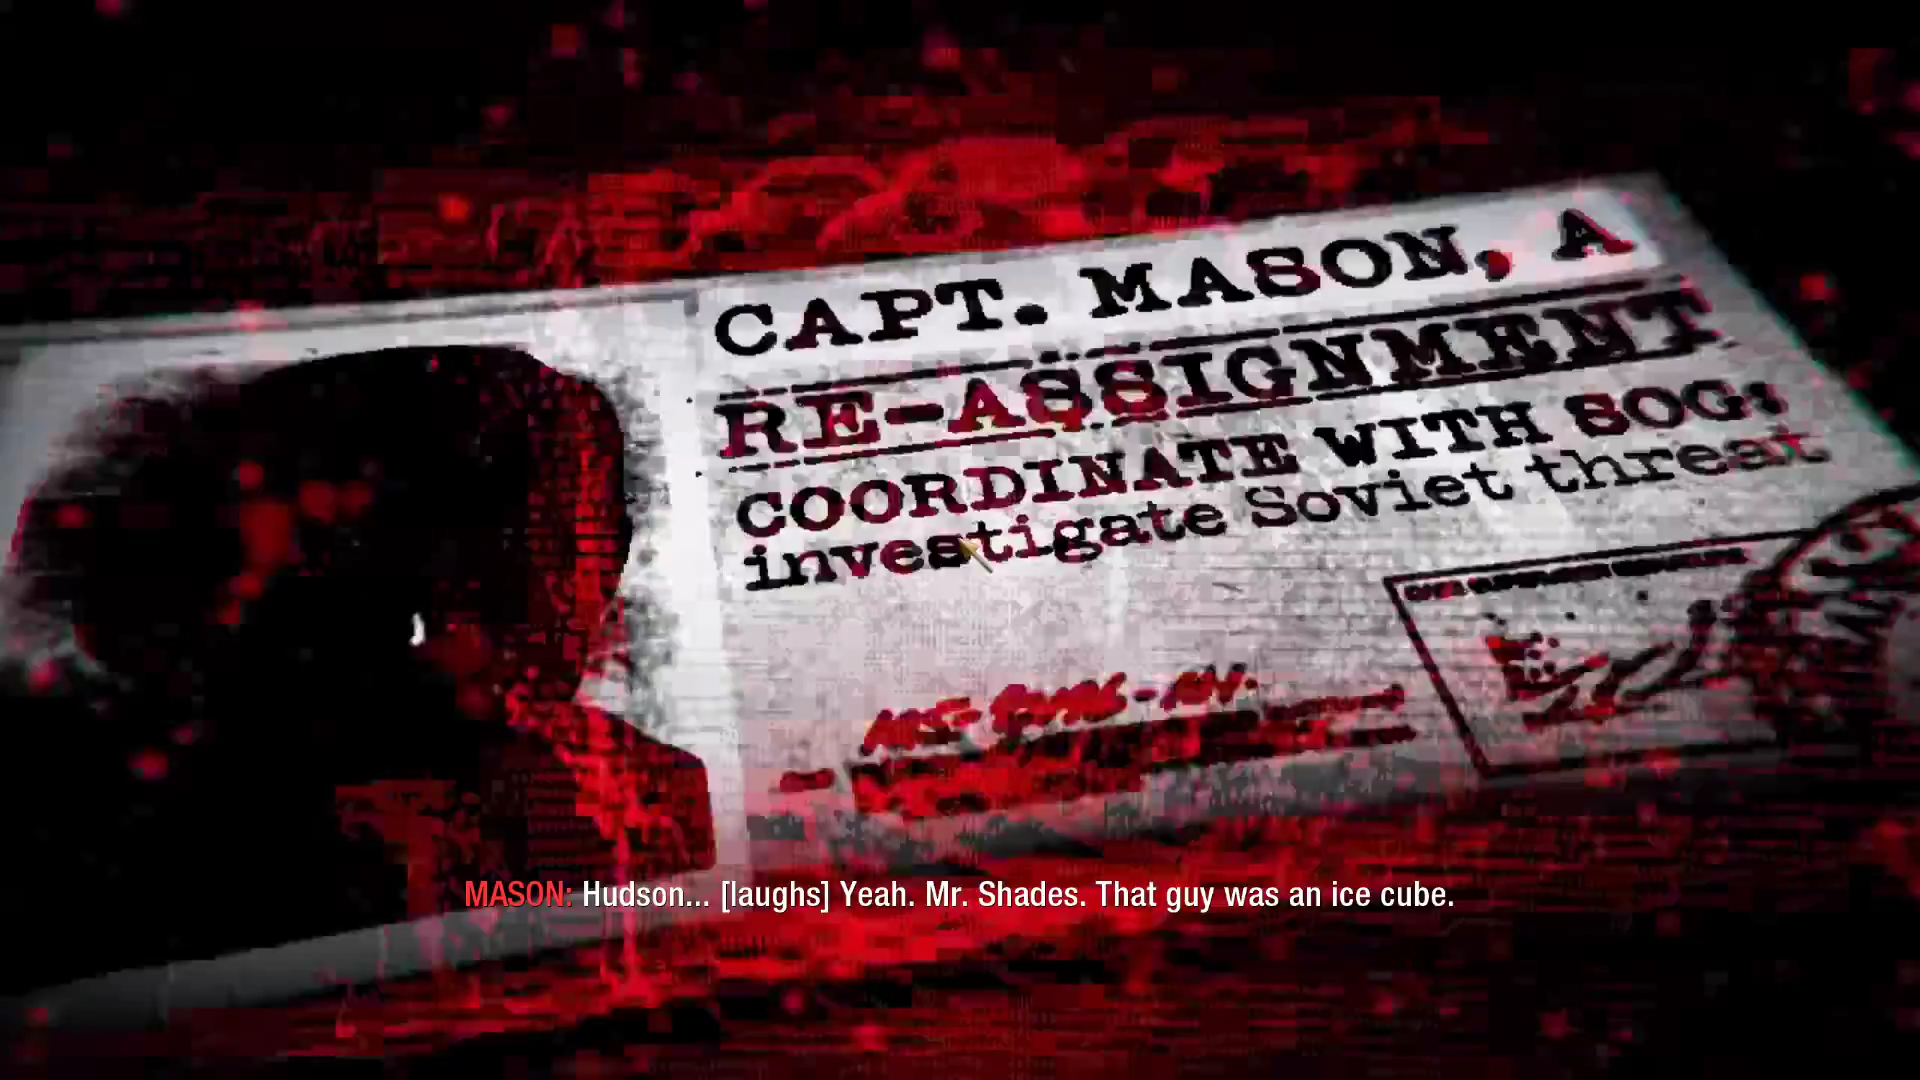 CAPT. MASON, A
RE-ASSIGNMENT
COORDINATE WITH SOG:
investigate Soviet threat
MASON: Hudson... [laughs] Yeah. Mr. Shades. That guy was an ice cube.